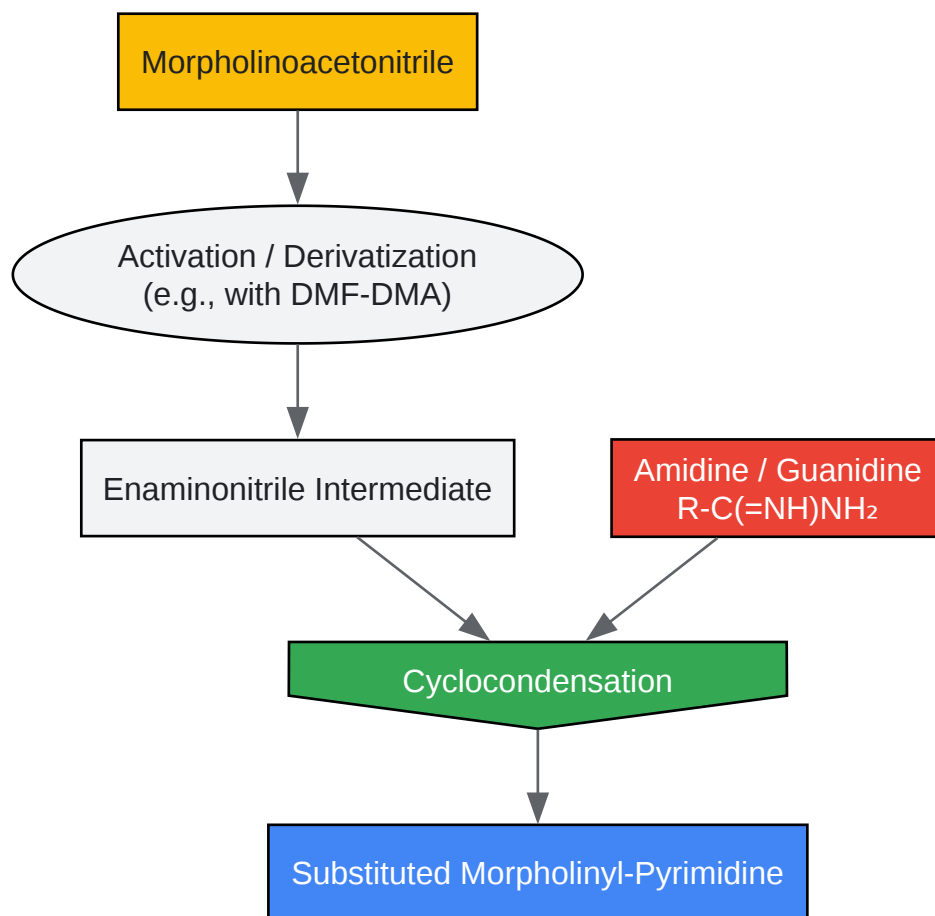 Morpholinoacetonitrile
Activation / Derivatization
(e.g., with DMF-DMA)
Enaminonitrile Intermediate
Amidine / Guanidine
R-C(=NH)NH₂
Cyclocondensation
Substituted Morpholinyl-Pyrimidine